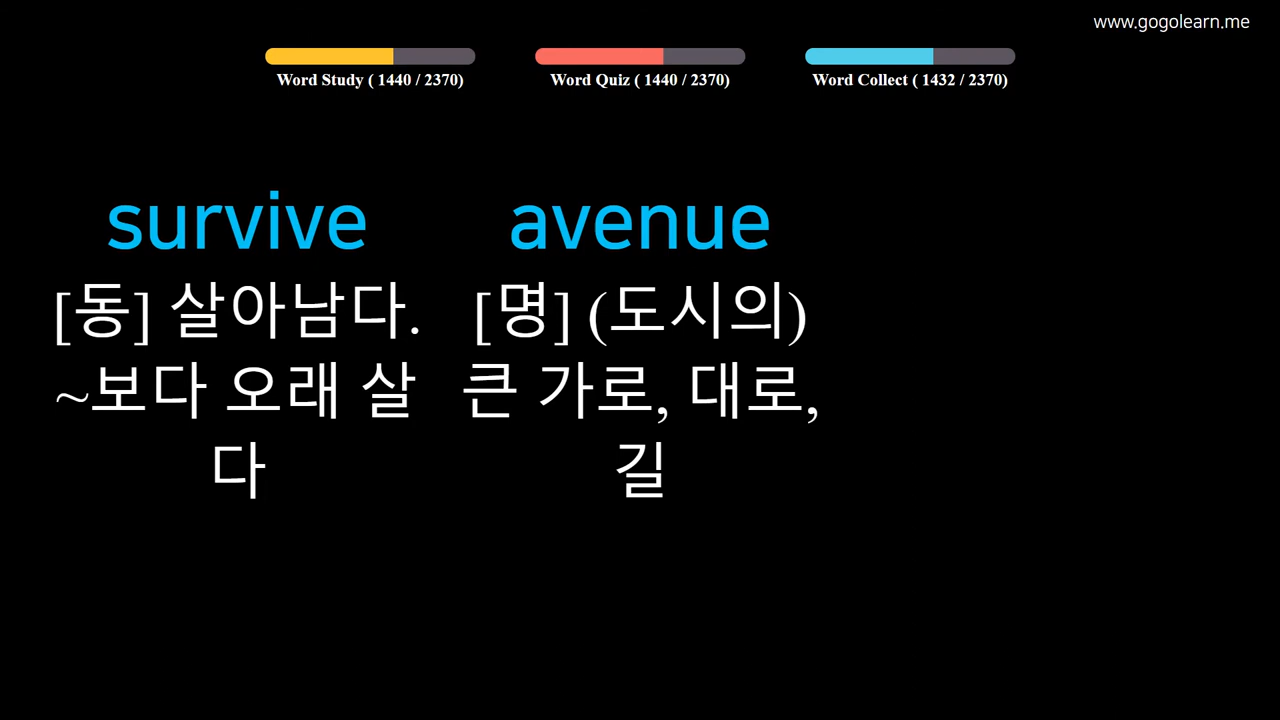 www.gogolearn.me
Word Study ( 1440 / 2370)
Word Quiz ( 1440 / 2370)
Word Collect ( 1432 / 2370)
survive
[동] 살아남다.
~보다 오래 살
다
avenue
[명] (도시의)
큰 가로, 대로,
길